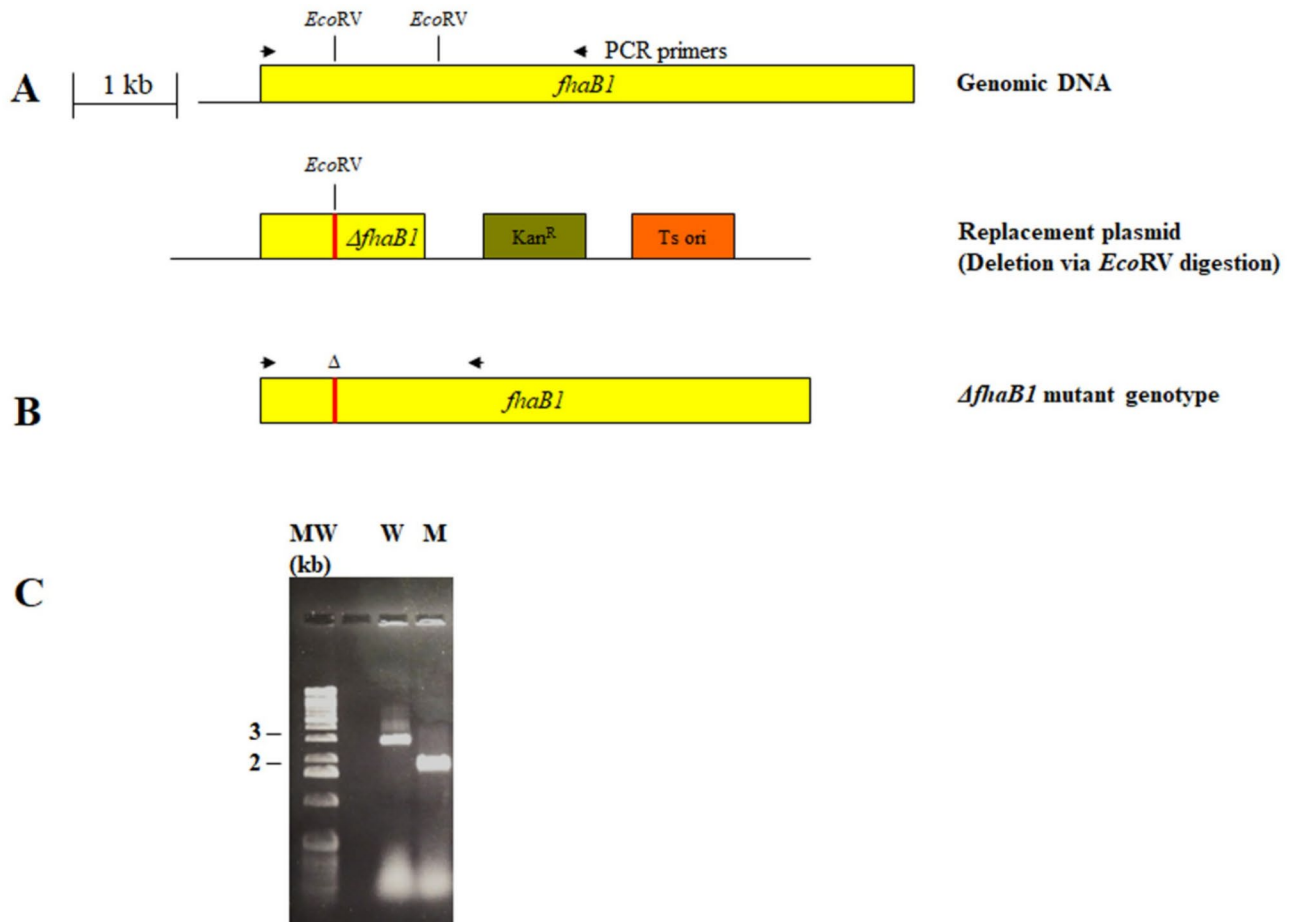 EcoRV EcoRV
PCR primers
A 1 kb fhaB1 Genomic DNA
EcoRV
ΔfhaB1 Kanᴿ Ts ori Replacement plasmid
(Deletion via EcoRV digestion)
Δ
B fhaB1 ΔfhaB1 mutant genotype
MW W M
(kb)
C
3
2